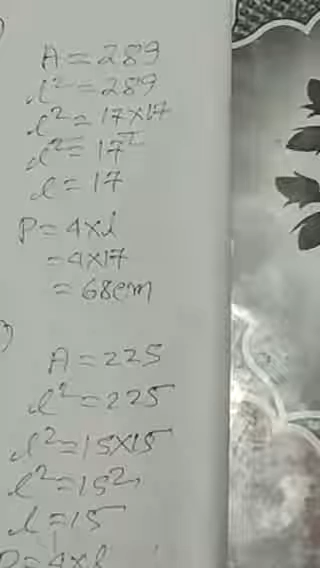 )
A = 289
l² = 289
l² = 17×17
l² = 17²
l = 17
P = 4×l
= 4×17
= 68cm
)
A = 225
l² = 225
l² = 15×15
l² = 15²
l = 15
P = 4×l